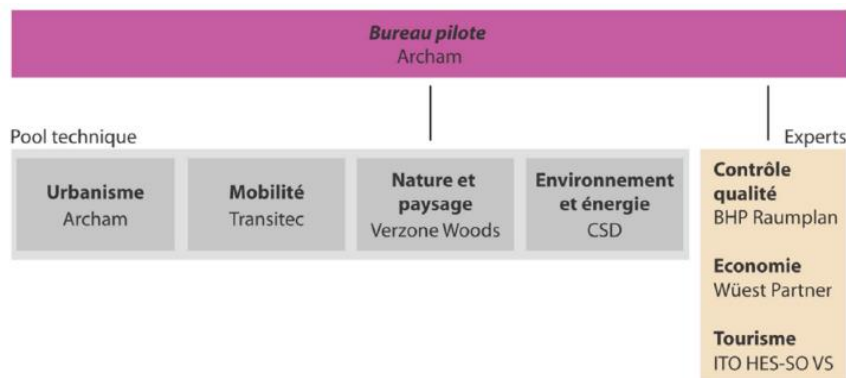 Bureau pilote
Archam
Pool technique
Experts
Urbanisme
Archam
Mobilité
Transitec
Nature et
paysage
Verzone Woods
Environnement
et énergie
CSD
Contrôle
qualité
BHP Raumplan
Economie
Wüest Partner
Tourisme
ITO HES-SO VS